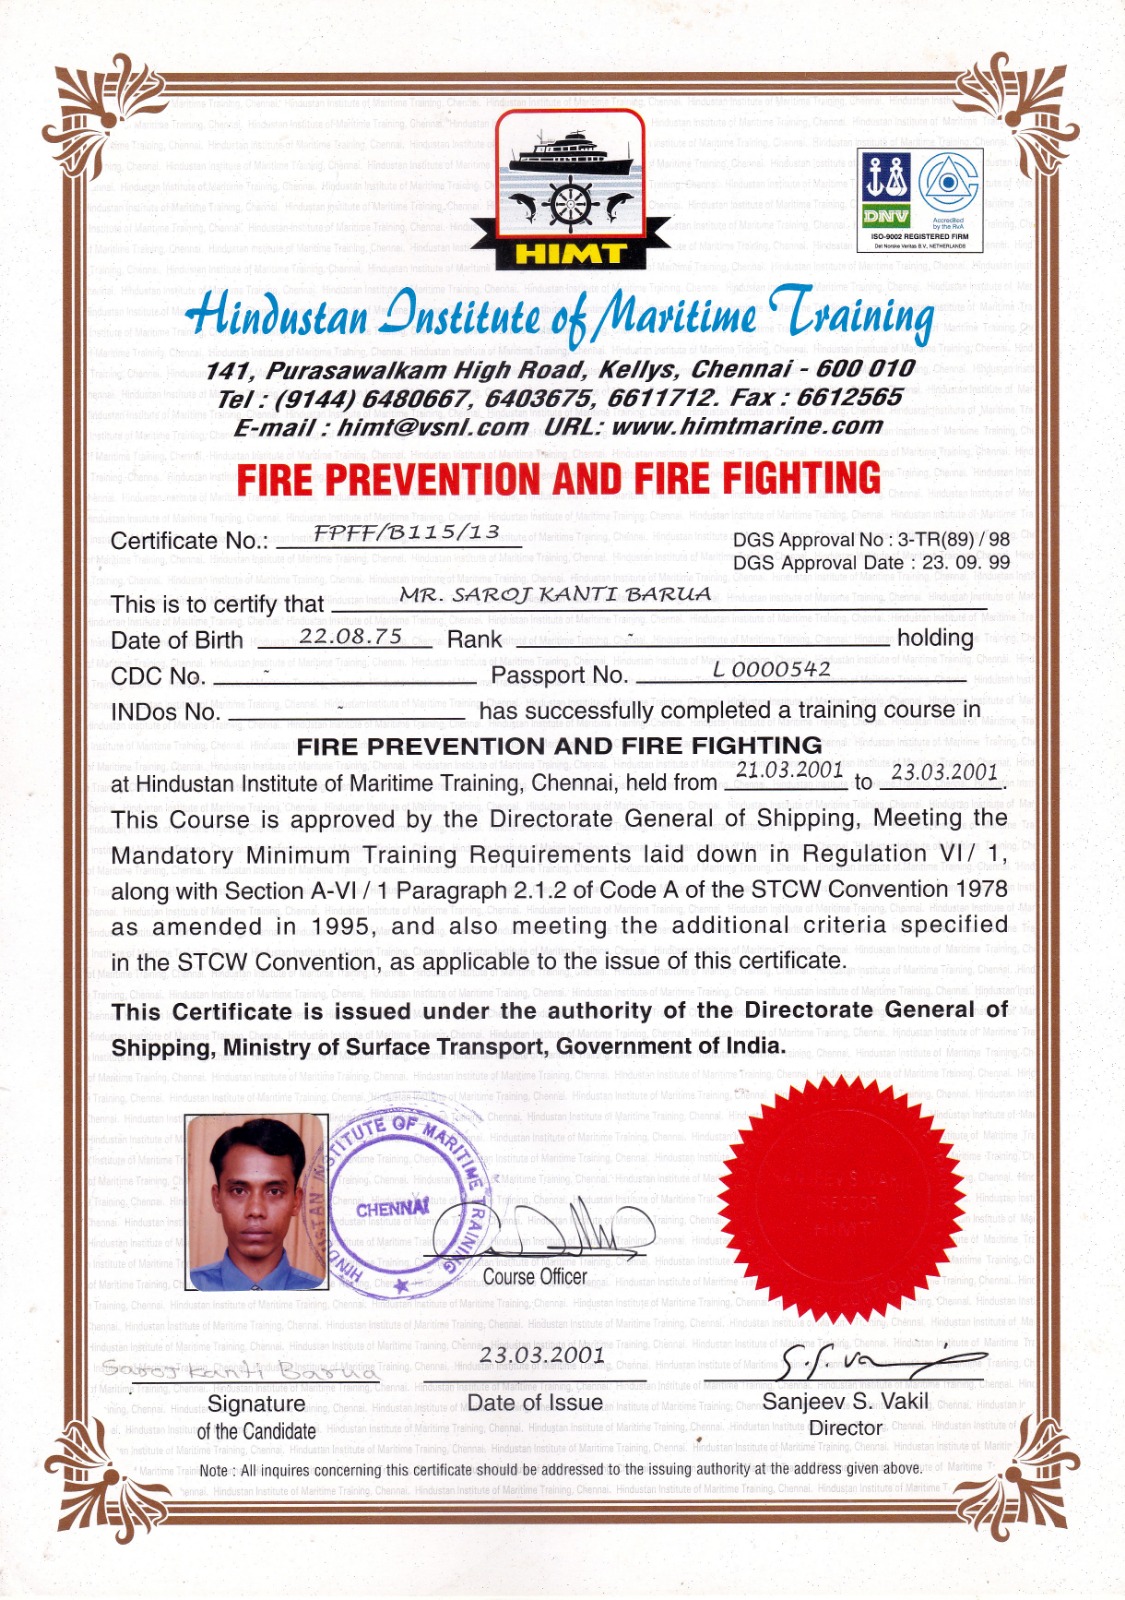 HIMT
DNV
Accredited
by the RvA
ISO-9002 REGISTERED FIRM
Det Norske Veritas B.V., NETHERLANDS
Hindustan Institute of Maritime Training
141, Purasawalkam High Road, Kellys, Chennai - 600 010
Tel : (9144) 6480667, 6403675, 6611712. Fax : 6612565
E-mail : himt@vsnl.com URL: www.himtmarine.com
FIRE PREVENTION AND FIRE FIGHTING
Certificate No.: FPFF/B115/13
DGS Approval No : 3-TR(89) / 98
DGS Approval Date : 23. 09. 99
This is to certify that MR. SAROJ KANTI BARUA
Date of Birth 22.08.75 Rank - holding
CDC No. - Passport No. L 0000542
INDos No. - has successfully completed a training course in
FIRE PREVENTION AND FIRE FIGHTING
at Hindustan Institute of Maritime Training, Chennai, held from 21.03.2001 to 23.03.2001.
This Course is approved by the Directorate General of Shipping, Meeting the
Mandatory Minimum Training Requirements laid down in Regulation VI / 1,
along with Section A-VI / 1 Paragraph 2.1.2 of Code A of the STCW Convention 1978
as amended in 1995, and also meeting the additional criteria specified
in the STCW Convention, as applicable to the issue of this certificate.
This Certificate is issued under the authority of the Directorate General of
Shipping, Ministry of Surface Transport, Government of India.
HINDUSTAN INSTITUTE OF MARITIME TRAINING
CHENNAI
Course Officer
HIMT
Saroj Kanti Barua
23.03.2001
Signature
of the Candidate
Date of Issue
Sanjeev S. Vakil
Director
Note : All inquires concerning this certificate should be addressed to the issuing authority at the address given above.